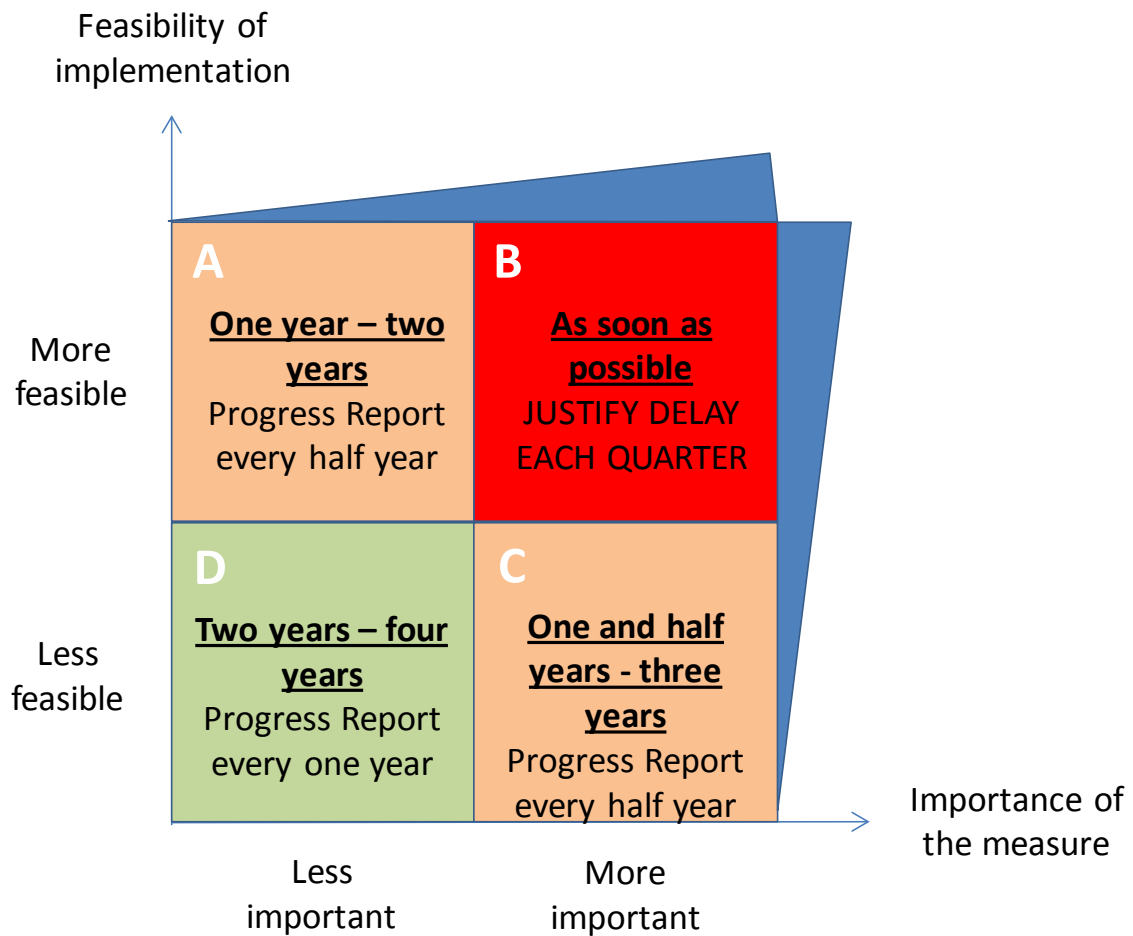 Feasibility of
implementation
A
One year – two
years
Progress Report
every half year
B
As soon as
possible
JUSTIFY DELAY
EACH QUARTER
More
feasible
D
Two years – four
years
Progress Report
every one year
C
One and half
years - three
years
Progress Report
every half year
Less
feasible
Importance of
the measure
Less
important
More
important